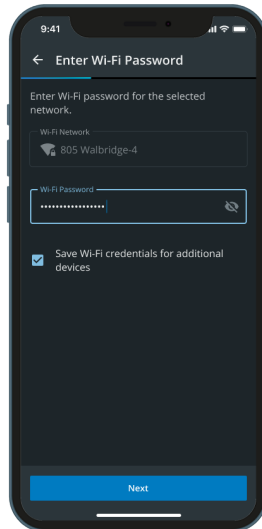 9:41
Enter Wi-Fi Password
Enter Wi-Fi password for the selected
network.
Wi-Fi Network
805 Walbridge-4
Wi-Fi Password
•••••••••••••••••
Save Wi-Fi credentials for additional
devices
Next